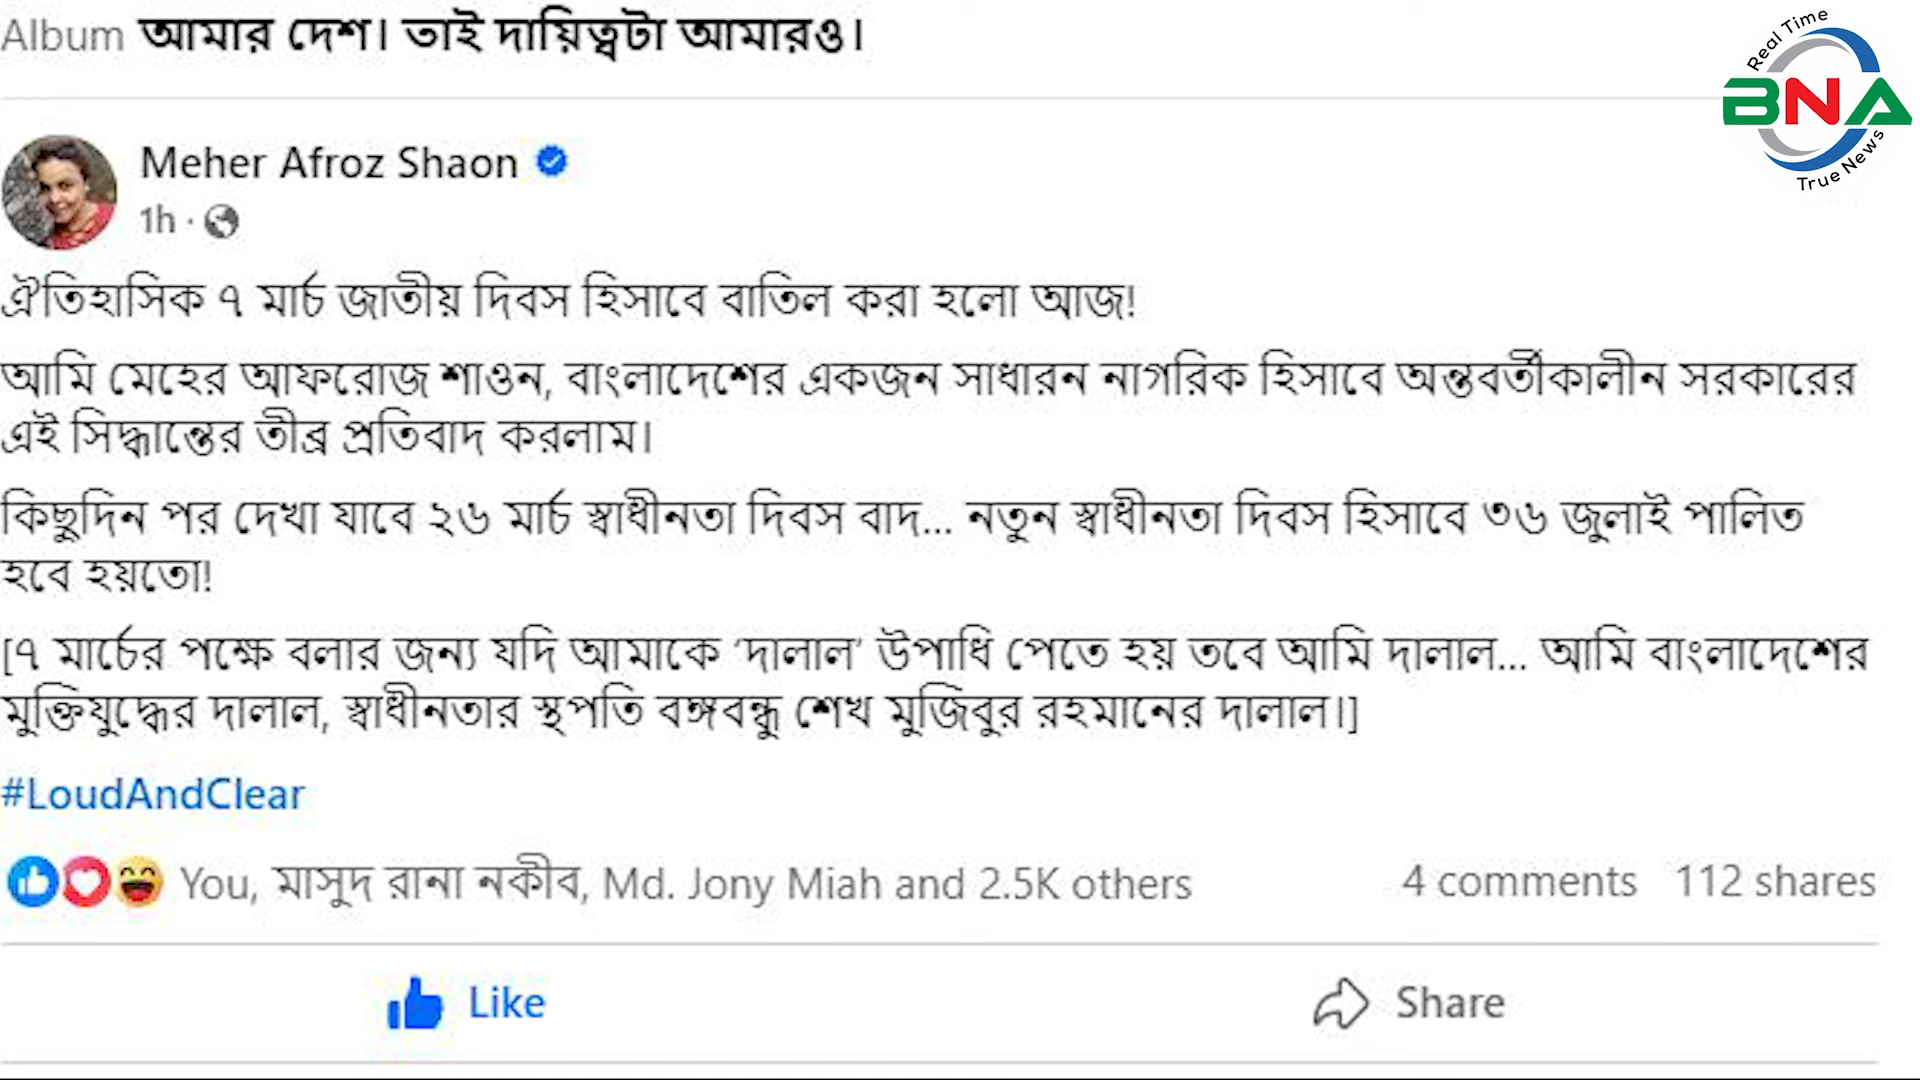 Album আমার দেশ। তাই দায়িত্বটা আমারও।
Real Time
BNA
True News
Meher Afroz Shaon
1h ·
ঐতিহাসিক ৭ মার্চ জাতীয় দিবস হিসাবে বাতিল করা হলো আজ!
আমি মেহের আফরোজ শাওন, বাংলাদেশের একজন সাধারন নাগরিক হিসাবে অন্তবর্তীকালীন সরকারের
এই সিদ্ধান্তের তীব্র প্রতিবাদ করলাম।
কিছুদিন পর দেখা যাবে ২৬ মার্চ স্বাধীনতা দিবস বাদ... নতুন স্বাধীনতা দিবস হিসাবে ৩৬ জুলাই পালিত
হবে হয়তো!
[৭ মার্চের পক্ষে বলার জন্য যদি আমাকে ‘দালাল’ উপাধি পেতে হয় তবে আমি দালাল... আমি বাংলাদেশের
মুক্তিযুদ্ধের দালাল, স্বাধীনতার স্থপতি বঙ্গবন্ধু শেখ মুজিবুর রহমানের দালাল।]
#LoudAndClear
You, মাসুদ রানা নকীব, Md. Jony Miah and 2.5K others 4 comments 112 shares
Like Share